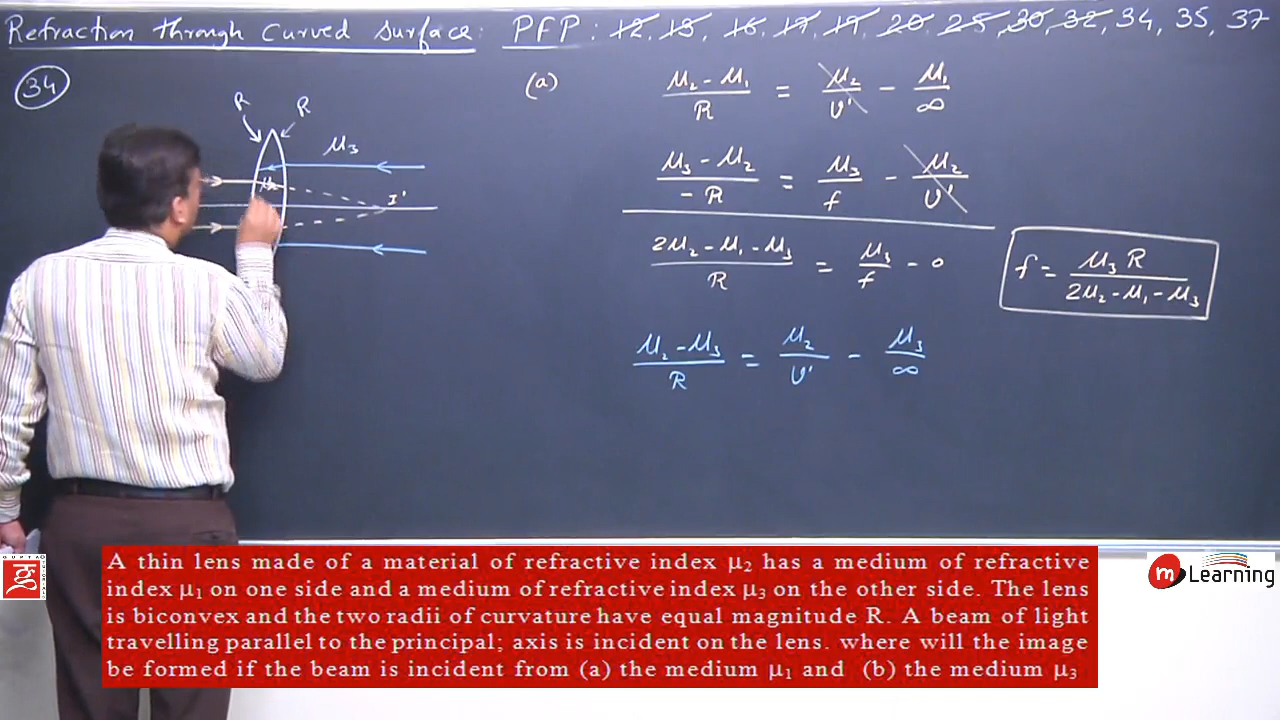 Refraction through Curved surface: PFP: 12, 15, 16, 17, 19, 20, 25, 30, 32, 34, 35, 37
34
R R
μ₃
I'
(a)
(μ₂ - μ₁)/R = μ₂/v' - μ₁/∞
(μ₃ - μ₂)/-R = μ₃/f - μ₂/v'
(2μ₂ - μ₁ - μ₃)/R = μ₃/f - 0
f = μ₃ R/(2μ₂ - μ₁ - μ₃)
(μ₂ - μ₃)/R = μ₂/v' - μ₃/∞
A thin lens made of a material of refractive index μ₂ has a medium of refractive
index μ₁ on one side and a medium of refractive index μ₃ on the other side. The lens
is biconvex and the two radii of curvature have equal magnitude R. A beam of light
travelling parallel to the principal; axis is incident on the lens. where will the image
be formed if the beam is incident from (a) the medium μ₁ and (b) the medium μ₃
GUPTA
m Learning